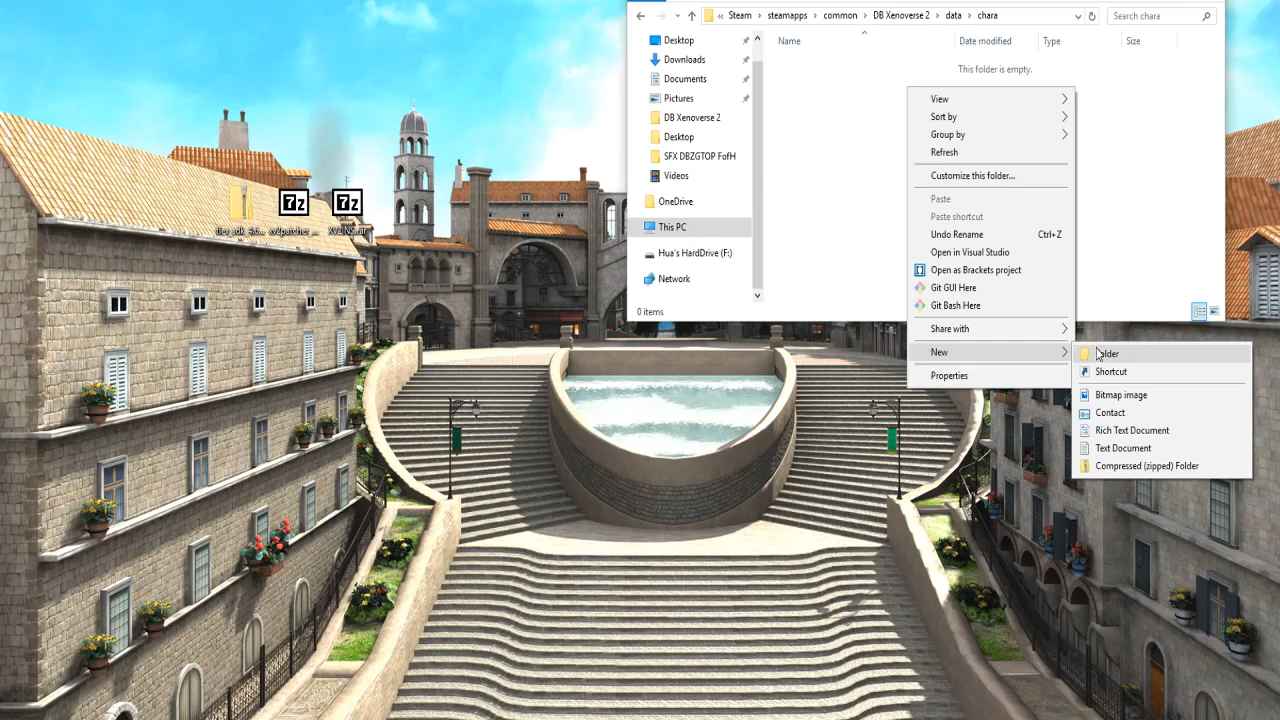 « Steam > steamapps > common > DB Xenoverse 2 > data > chara
Search chara
Name Date modified Type Size
This folder is empty.
Desktop
Downloads
Documents
Pictures
DB Xenoverse 2
Desktop
SFX DBZGTOP FofH
Videos
OneDrive
This PC
Hua's HardDrive (F:)
Network
0 items
View
Sort by
Group by
Refresh
Customize this folder...
Paste
Paste shortcut
Undo Rename Ctrl+Z
Open in Visual Studio
Open as Brackets project
Git GUI Here
Git Bash Here
Share with
New
Properties
Shortcut
Bitmap image
Contact
Rich Text Document
Text Document
Compressed (zipped) Folder
7z
7z
xv2patcher_...